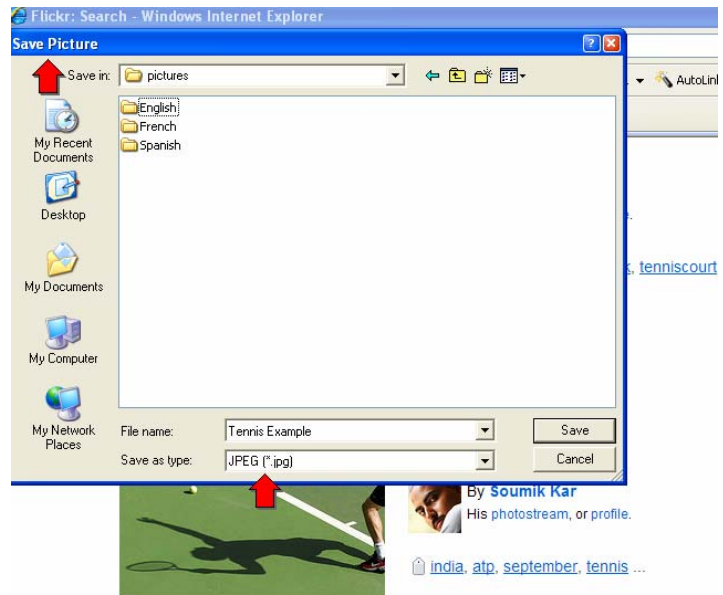 Flickr: Search - Windows Internet Explorer
Save Picture
Save in:
pictures
AutoLink
English
French
Spanish
My Recent
Documents
Desktop
My Documents
My Computer
My Network
Places
tenniscourt
File name:
Tennis Example
Save
Save as type:
JPEG (*.jpg)
Cancel
By Soumik Kar
His photostream, or profile.
india, atp, september, tennis ...